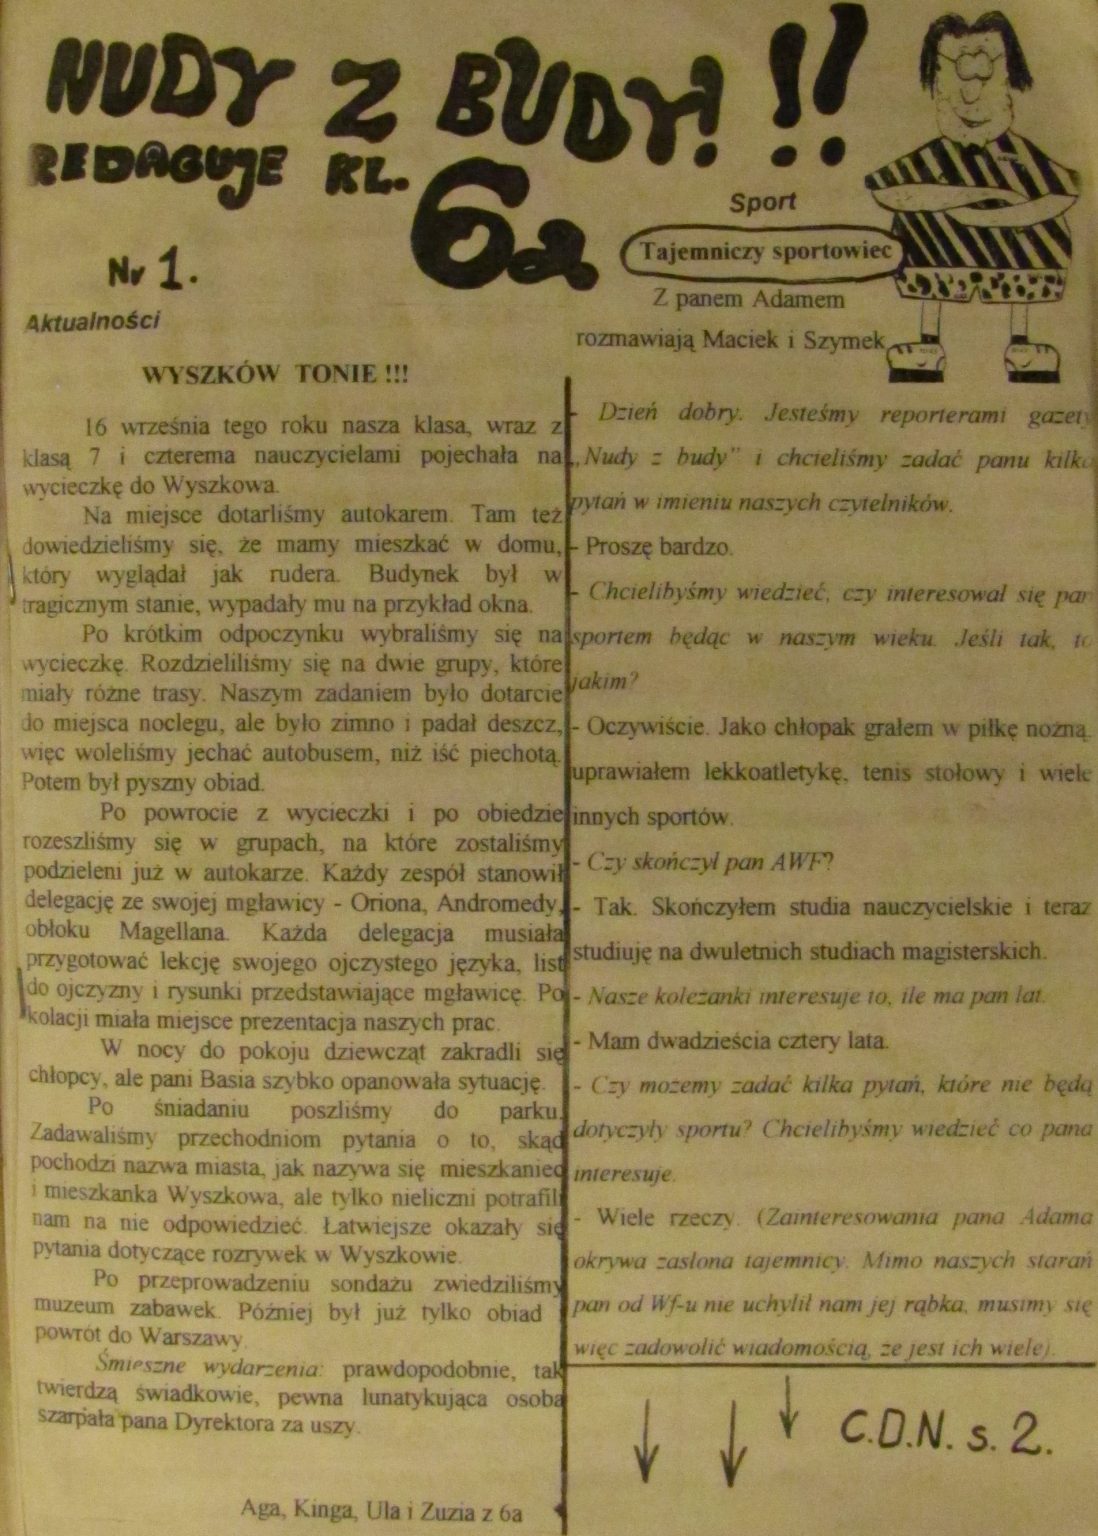 NUDY Z BUDY! !!
REDAGUJE KL. 6a
Nr 1.
Aktualności
WYSZKÓW TONIE !!!
16 września tego roku nasza klasa, wraz z
klasą 7 i czterema nauczycielami pojechała na
wycieczkę do Wyszkowa.
Na miejsce dotarliśmy autokarem. Tam też
dowiedzieliśmy się, że mamy mieszkać w domu,
który wyglądał jak rudera. Budynek był w
tragicznym stanie, wypadały mu na przykład okna.
Po krótkim odpoczynku wybraliśmy się na
wycieczkę. Rozdzieliliśmy się na dwie grupy, które
miały różne trasy. Naszym zadaniem było dotarcie
do miejsca noclegu, ale było zimno i padał deszcz,
więc woleliśmy jechać autobusem, niż iść piechotą.
Potem był pyszny obiad.
Po powrocie z wycieczki i po obiedzie
rozeszliśmy się w grupach, na które zostaliśmy
podzieleni już w autokarze. Każdy zespół stanowił
delegację ze swojej mgławicy - Oriona, Andromedy,
obłoku Magellana. Każda delegacja musiała
przygotować lekcję swojego ojczystego języka, list
do ojczyzny i rysunki przedstawiające mgławicę. Po
kolacji miała miejsce prezentacja naszych prac.
W nocy do pokoju dziewcząt zakradli się
chłopcy, ale pani Basia szybko opanowała sytuację.
Po śniadaniu poszliśmy do parku.
Zadawaliśmy przechodniom pytania o to, skąd
pochodzi nazwa miasta, jak nazywa się mieszkaniec
i mieszkanka Wyszkowa, ale tylko nieliczni potrafili
nam na nie odpowiedzieć. Łatwiejsze okazały się
pytania dotyczące rozrywek w Wyszkowie.
Po przeprowadzeniu sondażu zwiedziliśmy
muzeum zabawek. Później był już tylko obiad
powrót do Warszawy.
Śmieszne wydarzenia: prawdopodobnie, tak
twierdzą świadkowie, pewna lunatykująca osoba
szarpała pana Dyrektora za uszy.
Aga, Kinga, Ula i Zuzia z 6a
Sport
Tajemniczy sportowiec
Z panem Adamem
rozmawiają Maciek i Szymek
- Dzień dobry. Jesteśmy reporterami gazety
„Nudy z budy" i chcieliśmy zadać panu kilka
pytań w imieniu naszych czytelników.
- Proszę bardzo.
- Chcielibyśmy wiedzieć, czy interesował się pan
sportem będąc w naszym wieku. Jeśli tak, to
jakim?
- Oczywiście. Jako chłopak grałem w piłkę nożną,
uprawiałem lekkoatletykę, tenis stołowy i wiele
innych sportów.
- Czy skończył pan AWF?
- Tak. Skończyłem studia nauczycielskie i teraz
studiuję na dwuletnich studiach magisterskich.
- Nasze koleżanki interesuje to, ile ma pan lat.
- Mam dwadzieścia cztery lata.
- Czy możemy zadać kilka pytań, które nie będą
dotyczyły sportu? Chcielibyśmy wiedzieć co pana
interesuje.
- Wiele rzeczy. (Zainteresowania pana Adama
okrywa zasłona tajemnicy. Mimo naszych starań
pan od Wf-u nie uchylił nam jej rąbka, musimy się
więc zadowolić wiadomością, że jest ich wiele).
C.D.N. s. 2.